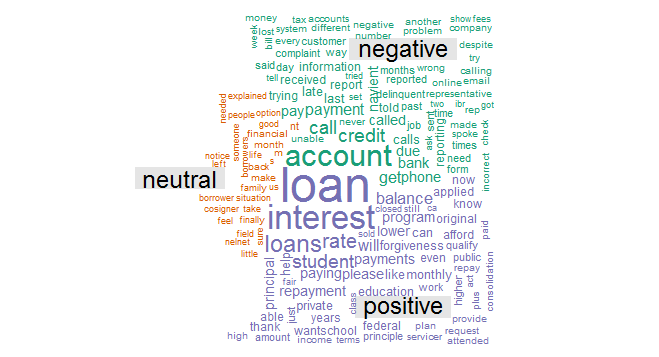 money tax accounts negative another show fees
week lost system different number problem company
bill every customer negative despite
said complaint way wrong try
day information navient months calling
tell received tried reported online email
trying report delinquent representative
needed explained late last set told past two ibr rep got
people option pay payment time
good nt call never called job ask sent made
someone financial unable credit calls reporting spoke check
borrowers month m due times
notice life s account bank need incorrect
left back get phone form
neutral make loan now
family us balance applied
borrower situation closed still ca know
cosigner take interest program original
feel finally lower can afford paid
field sure loans rate sold will forgiveness qualify
nelnet help student payments even public
little principal fair paying please like monthly repay
repayment class education work higher act plus consolidation
able just private positive provide
thank years federal plan request
high want school principle servicer attended
amount income terms